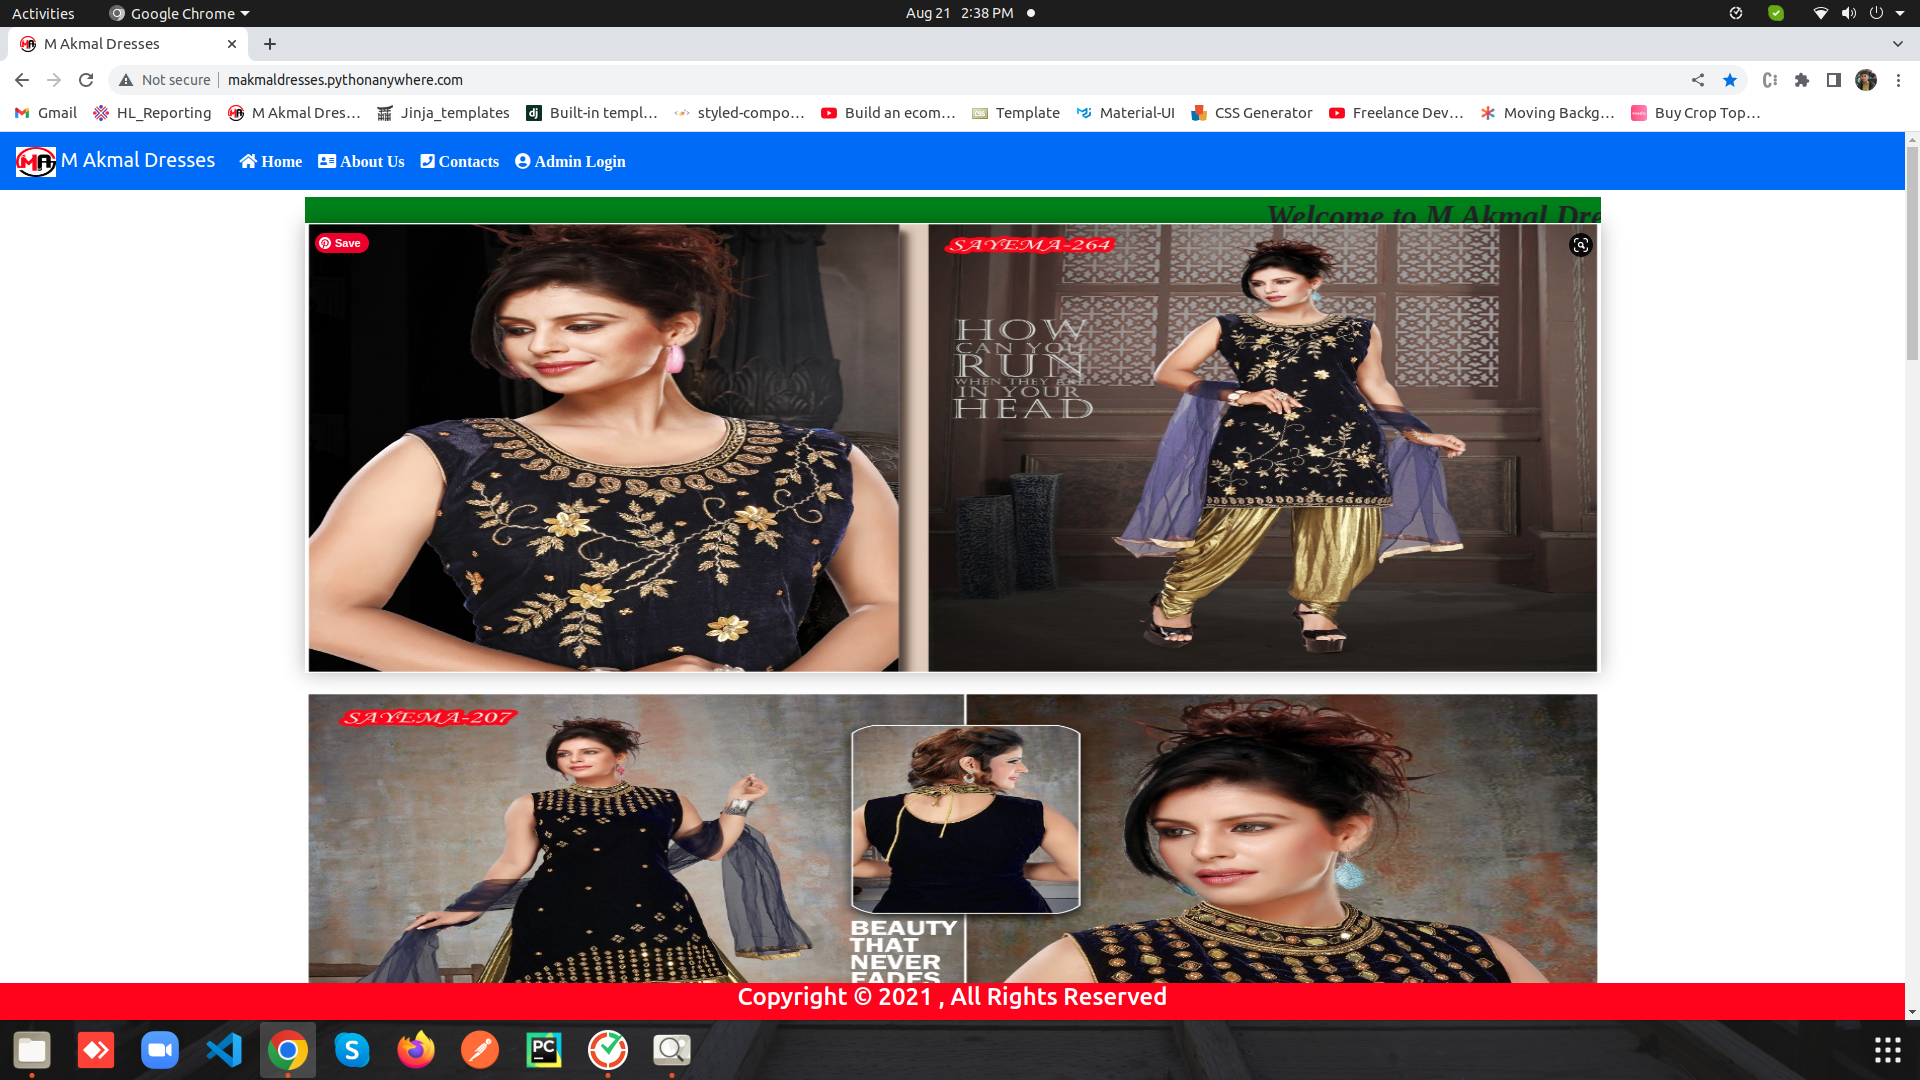 Activities Google Chrome Aug 21 2:38 PM
M Akmal Dresses
Not secure makmaldresses.pythonanywhere.com
Gmail HL_Reporting M Akmal Dres… Jinja_templates Built-in templ… styled-compo… Build an ecom… Template Material-UI CSS Generator Freelance Dev… Moving Backg… Buy Crop Top…
MA M Akmal Dresses Home About Us Contacts Admin Login
Welcome to M Akmal Dre
Save
SAYEMA-264
HOW
CAN YOU
RUN
WHEN THEY ARE
IN YOUR
HEAD
SAYEMA-207
BEAUTY
THAT
NEVER
FADES
Copyright © 2021 , All Rights Reserved